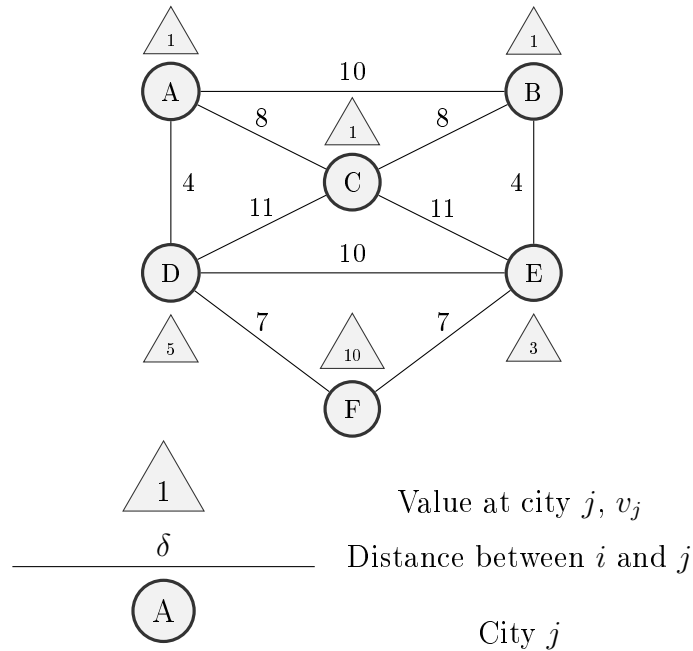 1 1
10
A B
8 1 8
C
4 4
11 11
10
D E
7 7
5 10 3
F
1
Value at city j, v_j
δ
Distance between i and j
A
City j